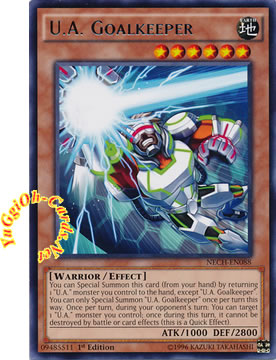 U.A. GOALKEEPER
EARTH
地
YuGiOh-Cards.Net
NECH-EN088
[WARRIOR / EFFECT]
You can Special Summon this card (from your hand) by returning
1 "U.A." monster you control to the hand, except "U.A. Goalkeeper".
You can only Special Summon "U.A. Goalkeeper" once per turn this
way. Once per turn, during your opponent's turn: You can target
1 "U.A." monster you control; once during this turn, it cannot be
destroyed by battle or card effects (this is a Quick Effect).
ATK/1000 DEF/2800
09485511 1st Edition ©1996 KAZUKI TAKAHASHI